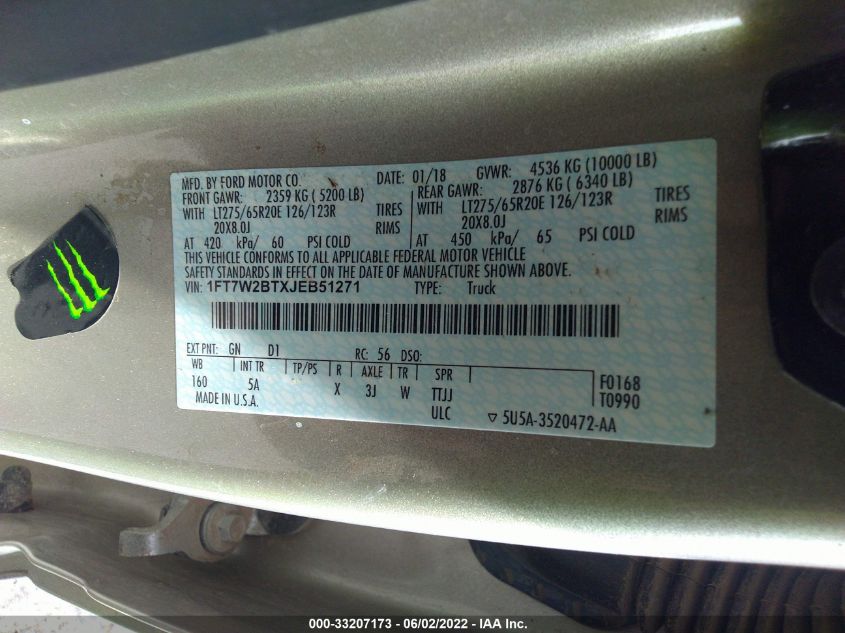 MFD. BY FORD MOTOR CO. DATE: 01/18 GVWR: 4536 KG (10000 LB)
FRONT GAWR: 2359 KG ( 5200 LB) REAR GAWR: 2876 KG ( 6340 LB)
WITH LT275/65R20E 126/123R TIRES WITH LT275/65R20E 126/123R TIRES
20X8.0J RIMS 20X8.0J RIMS
AT 420 kPa/ 60 PSI COLD AT 450 kPa/ 65 PSI COLD
THIS VEHICLE CONFORMS TO ALL APPLICABLE FEDERAL MOTOR VEHICLE
SAFETY STANDARDS IN EFFECT ON THE DATE OF MANUFACTURE SHOWN ABOVE.
VIN: 1FT7W2BTXJEB51271 TYPE: Truck
EXT PNT: GN D1 RC: 56 DSO:
WB INT TR TP/PS R AXLE TR SPR
160 5A X 3J W TTJJ F0168
MADE IN U.S.A. ULC T0990
▽ 5U5A-3520472-AA
000-33207173 - 06/02/2022 - IAA Inc.